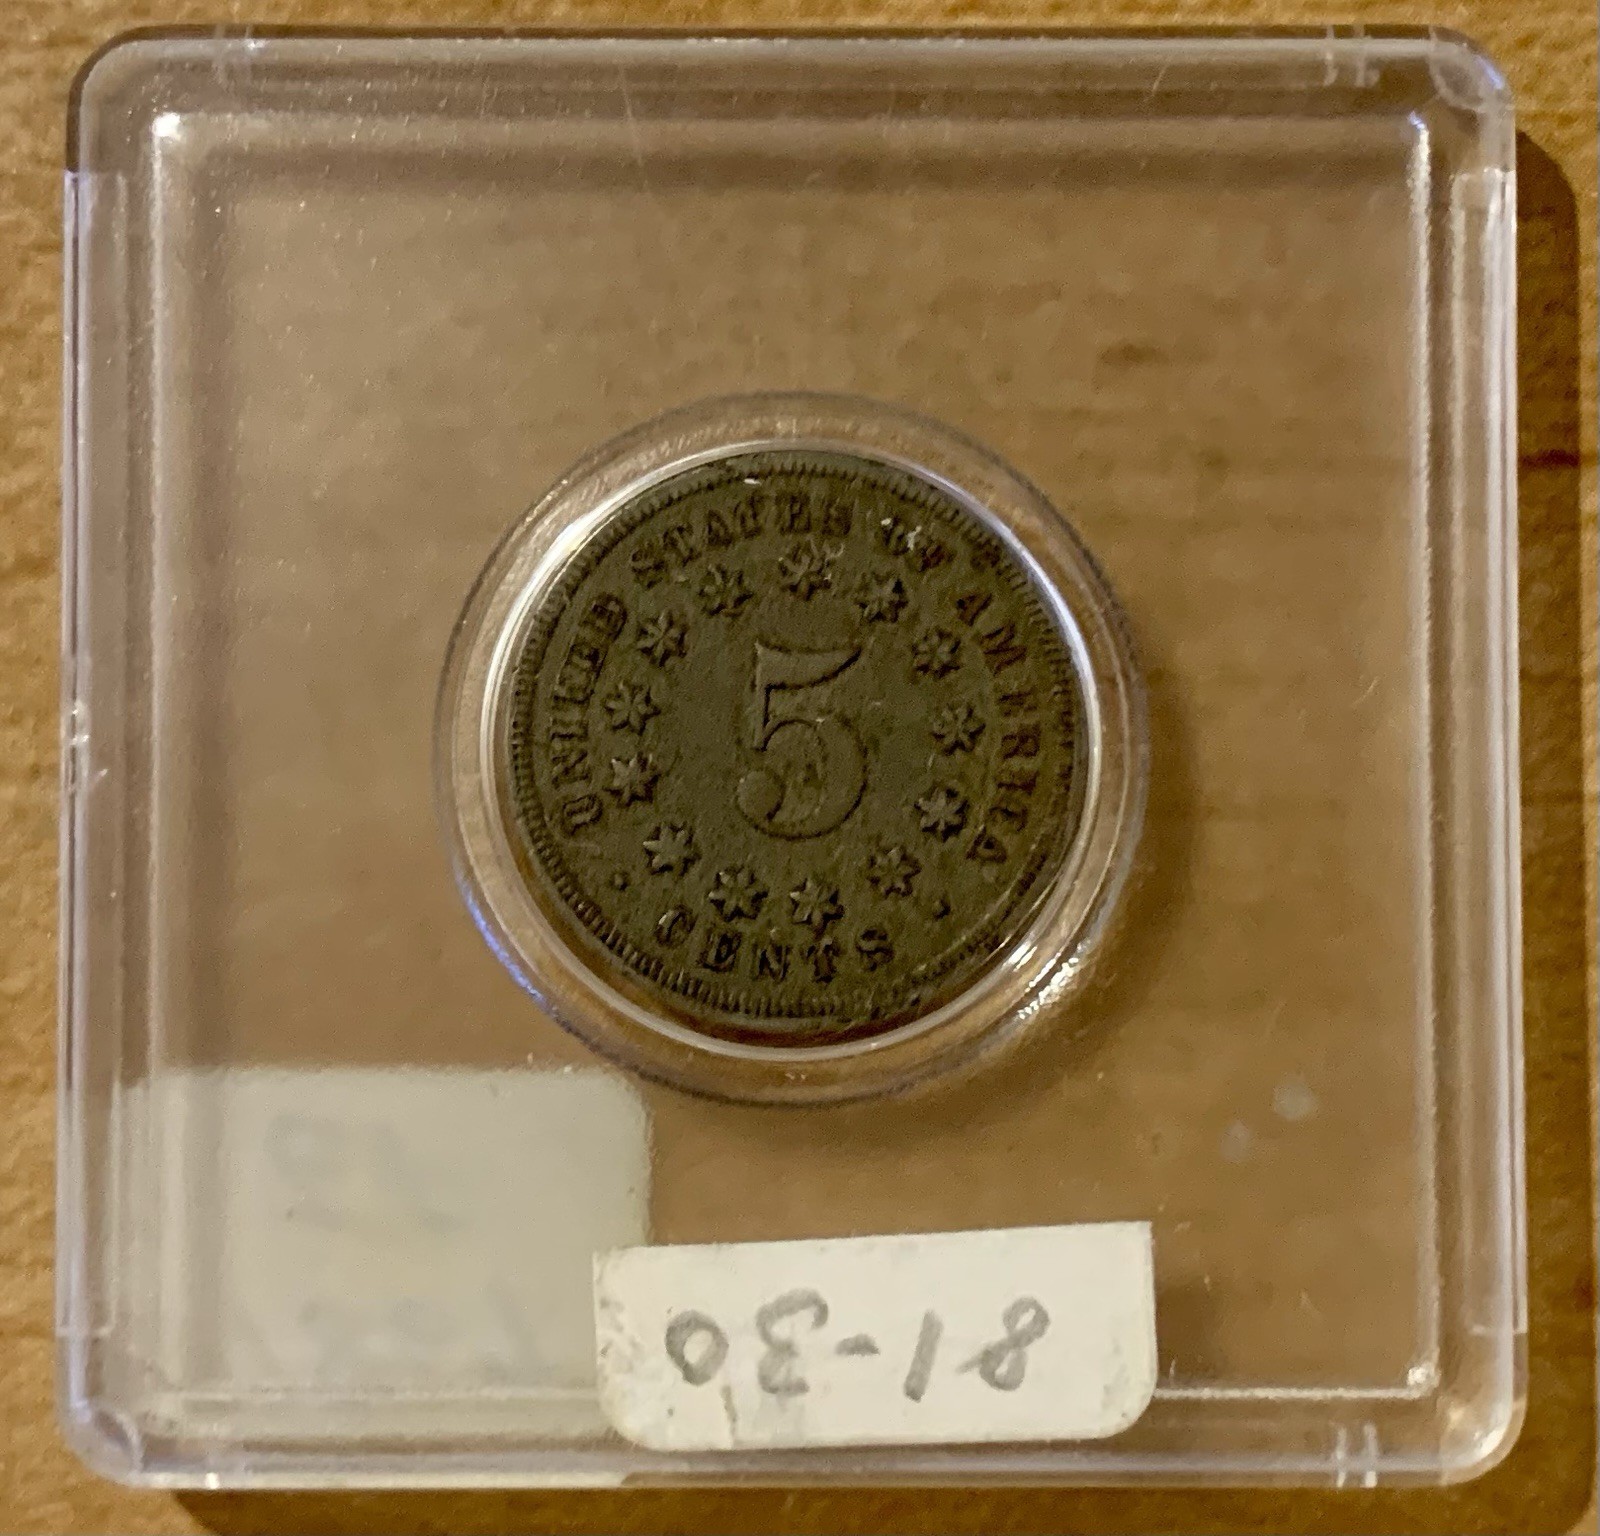 UNITED STATES OF AMERICA
5
CENTS
81-30